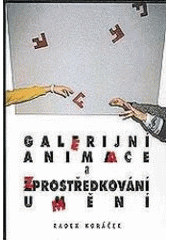 GALERIJNÍ
ANIMACE
a
ZPROSTŘEDKOVÁNÍ
UMĚNÍ
RADEK HORÁČEK